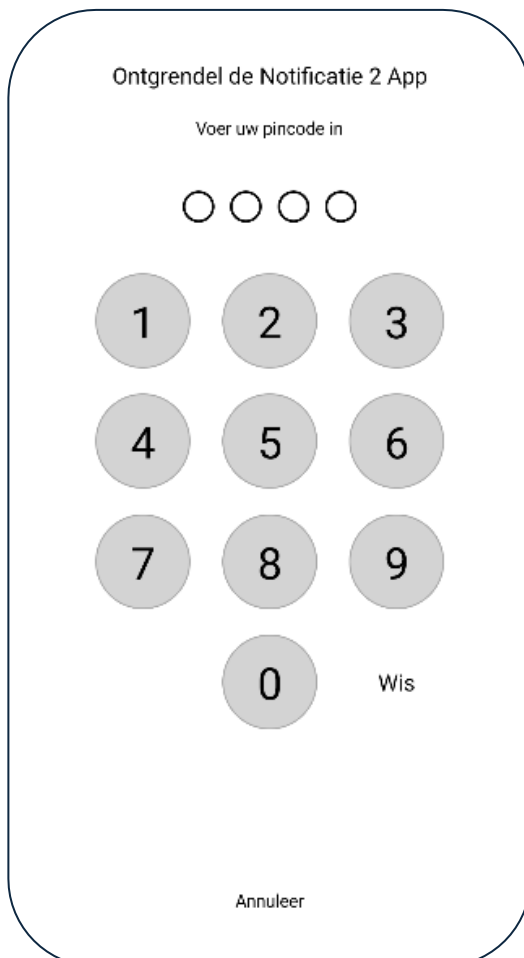 Ontgrendel de Notificatie 2 App
Voer uw pincode in
1 2 3
4 5 6
7 8 9
0 Wis
Annuleer